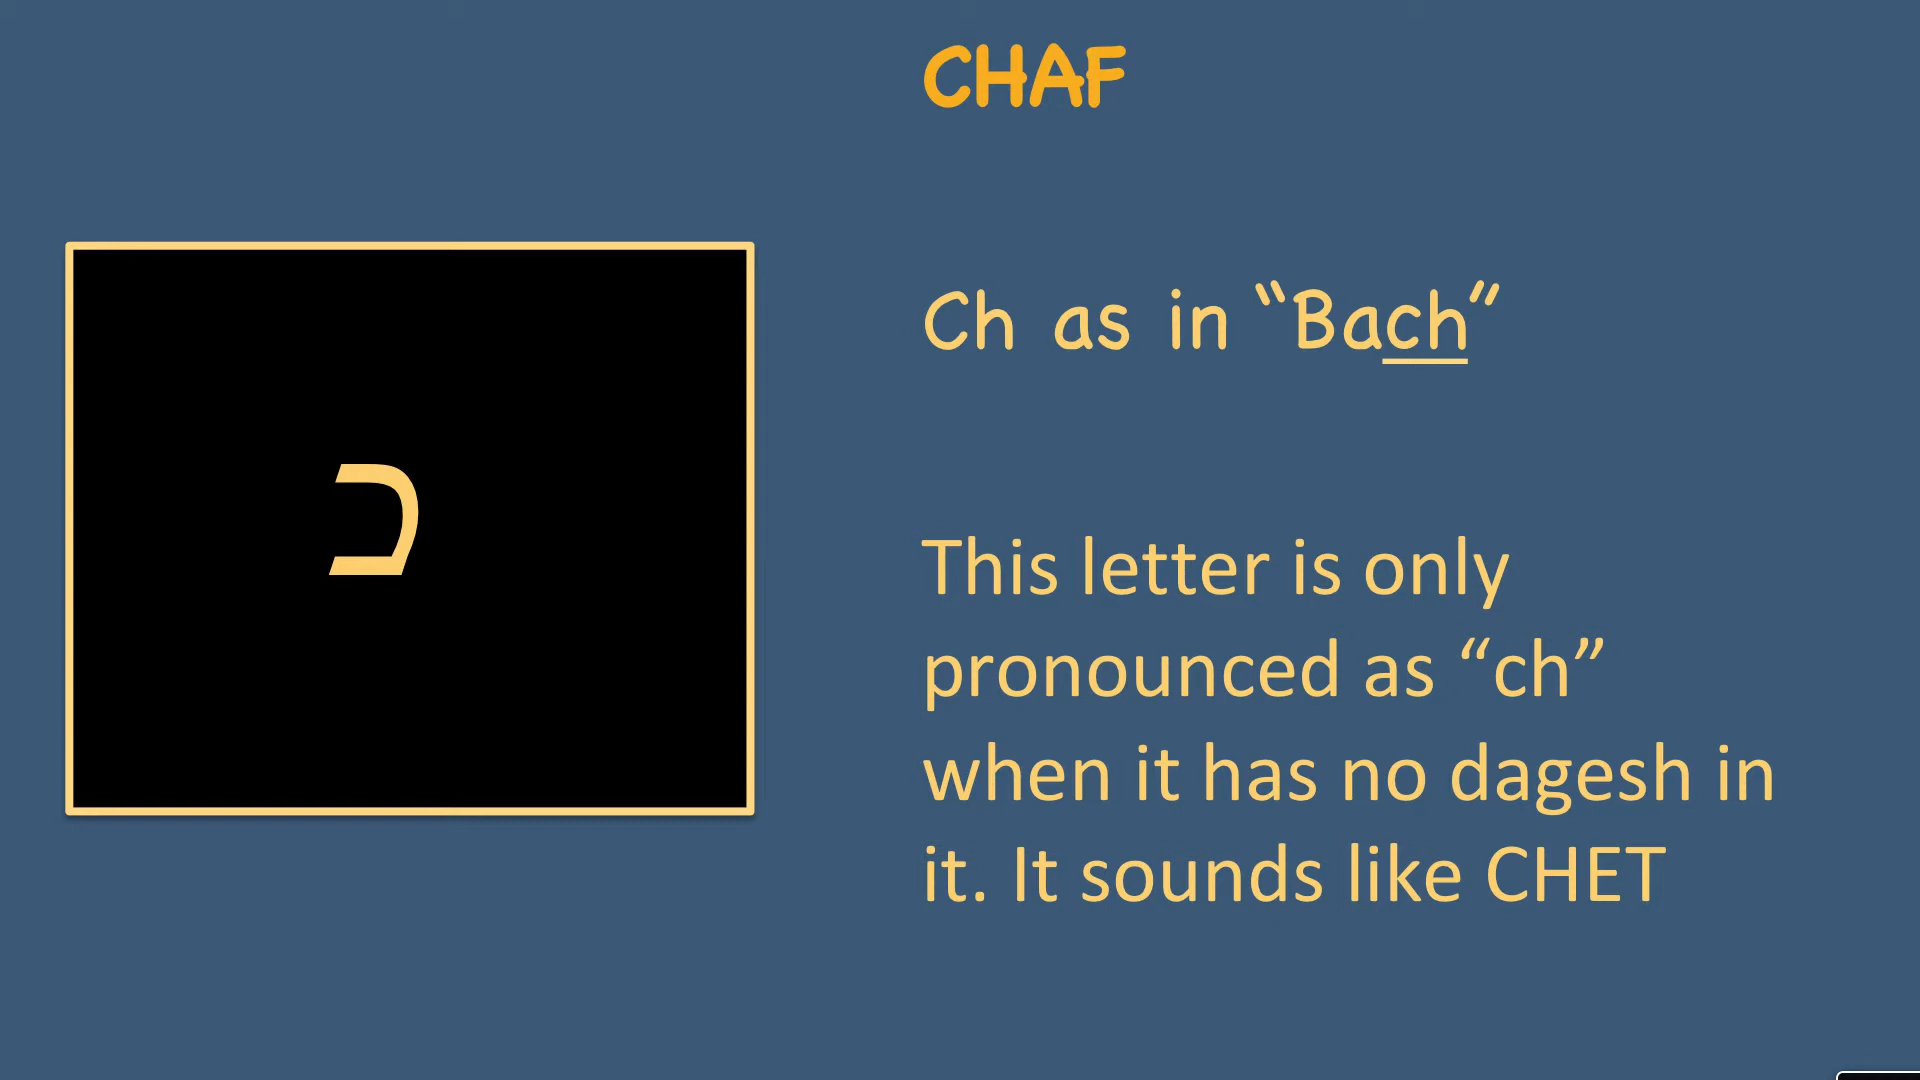 CHAF
Ch as in “Bach”
כ
This letter is only
pronounced as “ch”
when it has no dagesh in
it. It sounds like CHET